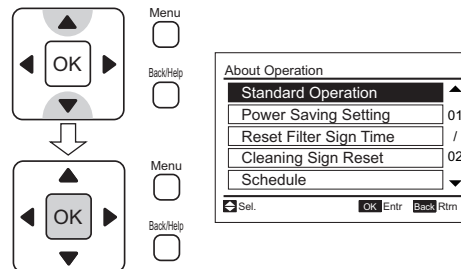 Menu
OK
Back/Help
About Operation
Standard Operation
Power Saving Setting 01
Reset Filter Sign Time /
Cleaning Sign Reset 02
Schedule
Sel. OK Entr Back Rtrn
Menu
OK
Back/Help